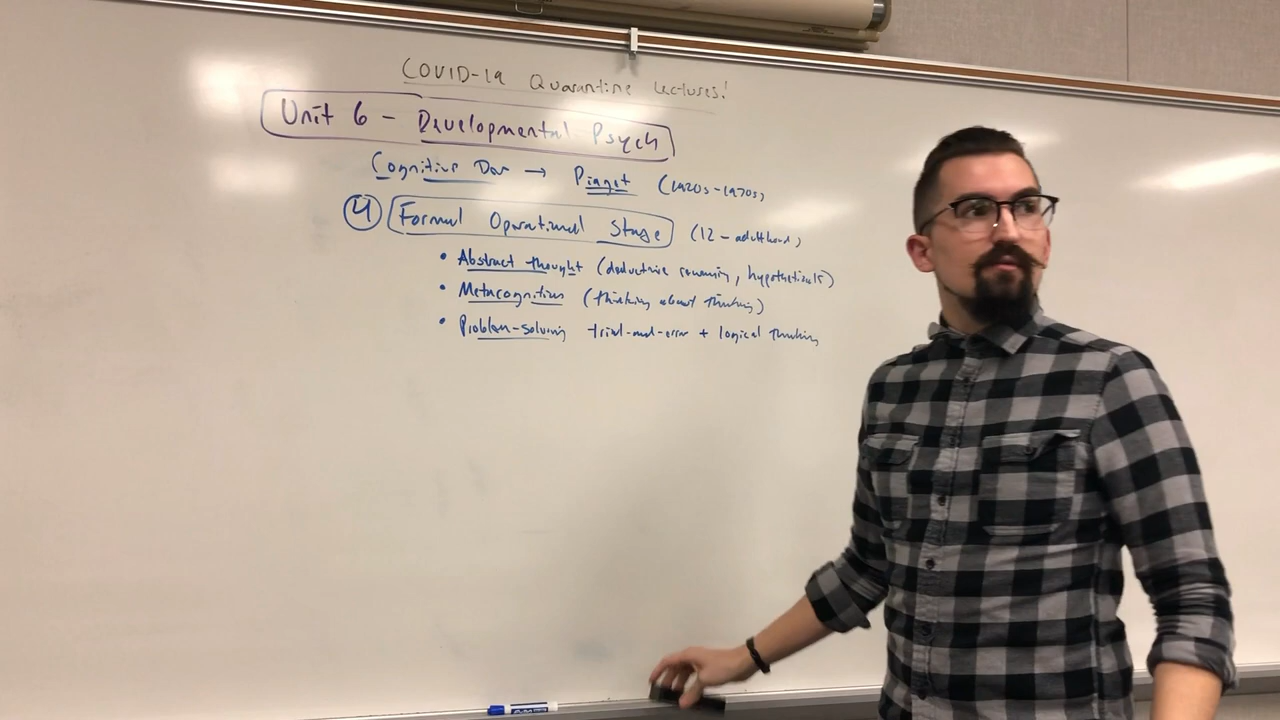 COVID-19 Quarantine Lectures!
Unit 6 - Developmental Psych
Cognitive Dev → Piaget (1920s-1970s)
4 Formal Operational Stage (12-adulthood)
• Abstract thought (deductive reasoning, hypotheticals)
• Metacognition (thinking about thinking)
• Problem-solving trial-and-error + logical thinking